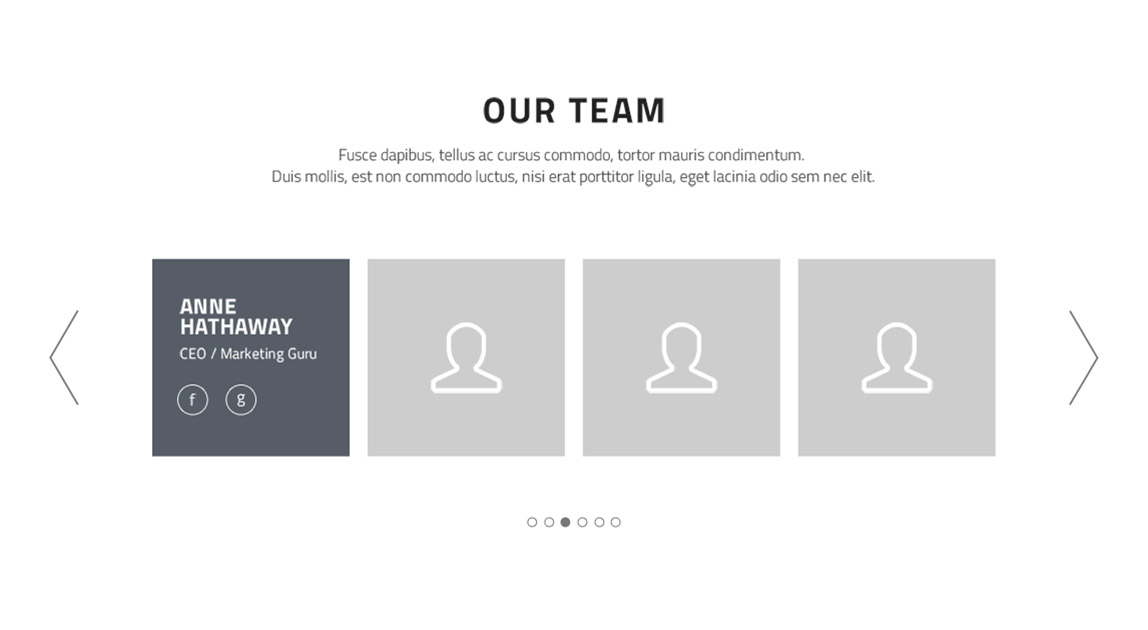 OUR TEAM
Fusce dapibus, tellus ac cursus commodo, tortor mauris condimentum.
Duis mollis, est non commodo luctus, nisi erat porttitor ligula, eget lacinia odio sem nec elit.
ANNE
HATHAWAY
CEO / Marketing Guru
f g